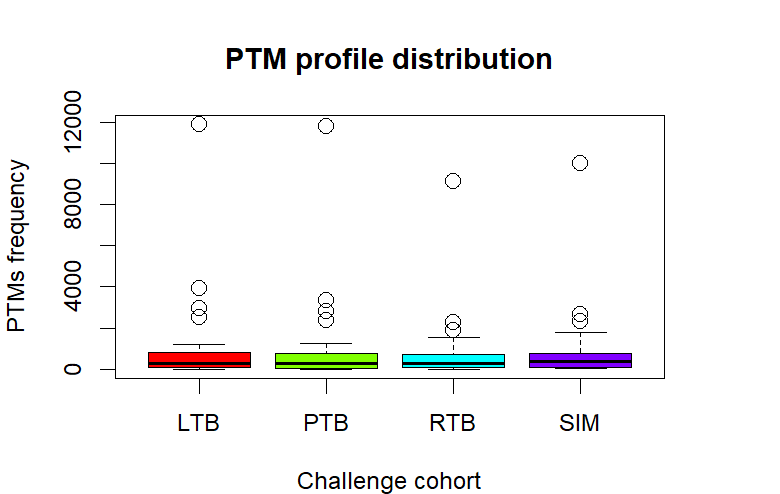 PTM profile distribution
PTMs frequency
12000
8000
4000
0
LTB PTB RTB SIM
Challenge cohort